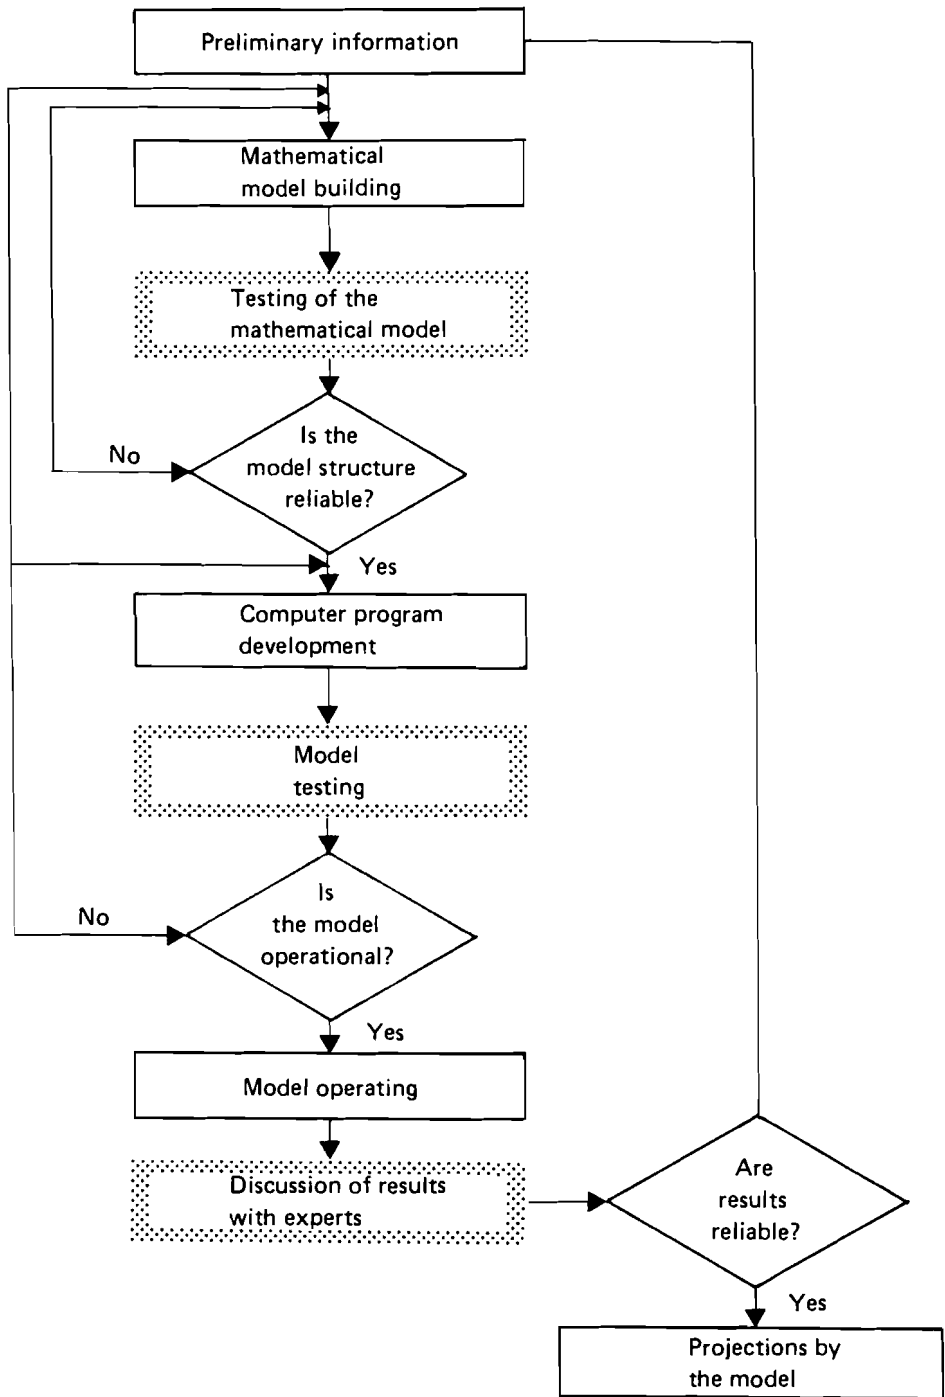 Preliminary information
Mathematical
model building
Testing of the
mathematical model
Is the
model structure
reliable?
No
Yes
Computer program
development
Model
testing
Is
the model
operational?
No
Yes
Model operating
Discussion of results
with experts
Are
results
reliable?
Yes
Projections by
the model